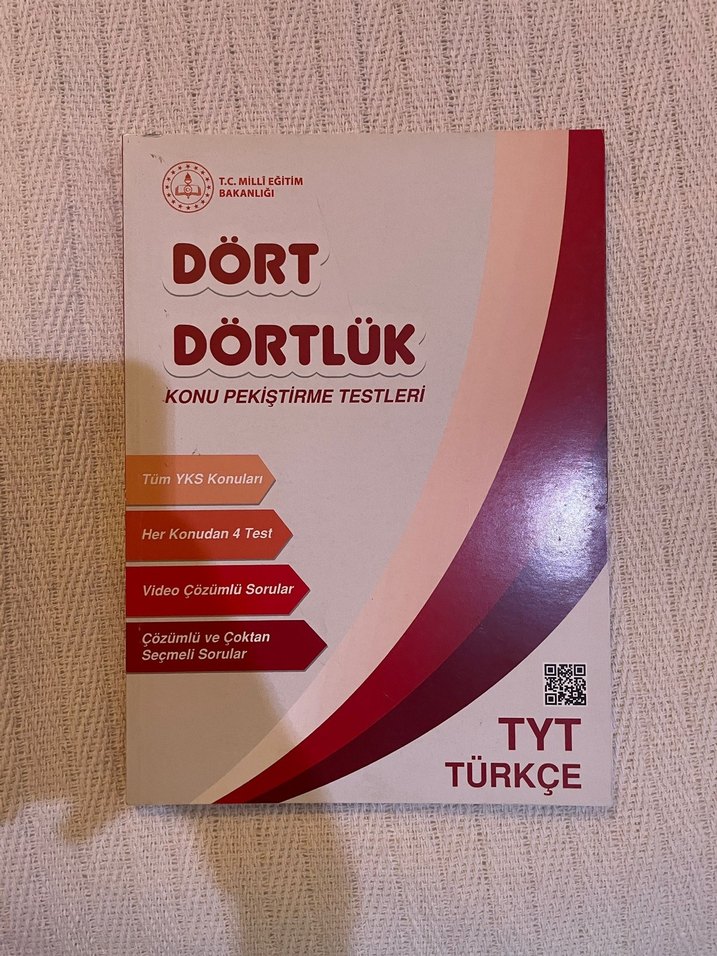 T.C. MİLLÎ EĞİTİM
BAKANLIĞI
DÖRT
DÖRTLÜK
KONU PEKİŞTİRME TESTLERİ
Tüm YKS Konuları
Her Konudan 4 Test
Video Çözümlü Sorular
Çözümlü ve Çoktan
Seçmeli Sorular
TYT
TÜRKÇE